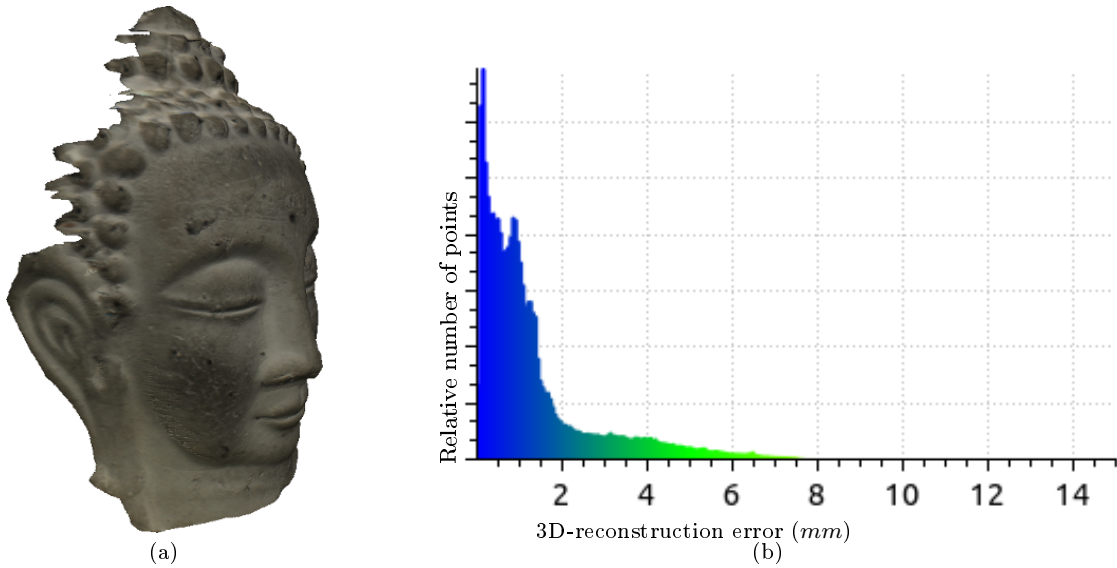 Relative number of points
2 4 6 8 10 12 14
3D-reconstruction error (mm)
(a) (b)